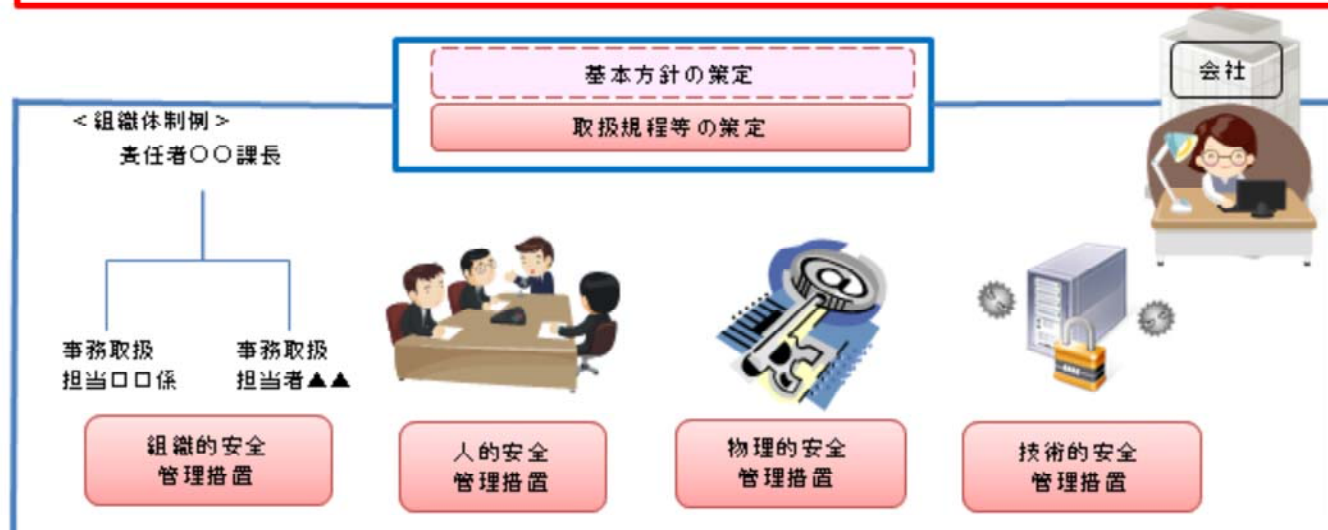 基本方針の策定
取扱規程等の策定
会社
＜組織体制例＞
責任者〇〇課長
事務取扱
担当□□係
事務取扱
担当者▲▲
組織的安全
管理措置
人的安全
管理措置
物理的安全
管理措置
技術的安全
管理措置